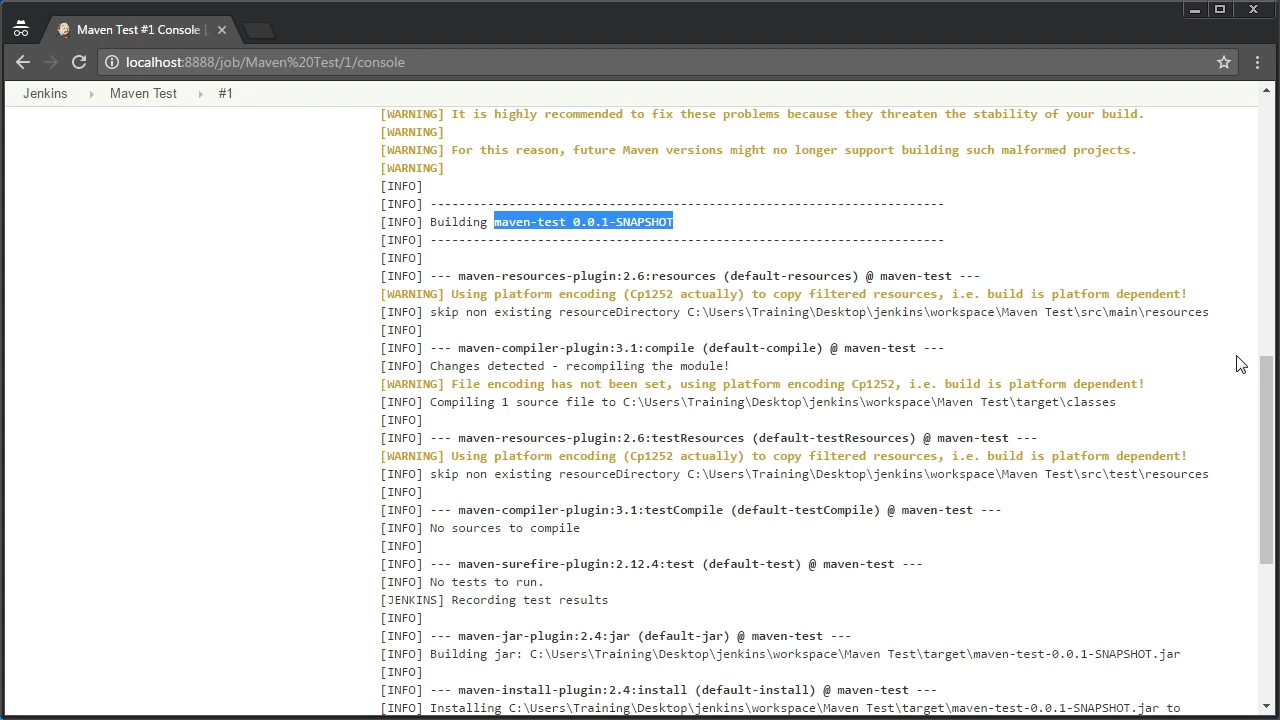 Maven Test #1 Console [
localhost:8888/job/Maven%20Test/1/console
Jenkins Maven Test #1
[WARNING] It is highly recommended to fix these problems because they threaten the stability of your build.
[WARNING]
[WARNING] For this reason, future Maven versions might no longer support building such malformed projects.
[WARNING]
[INFO]
[INFO] ------------------------------------------------------------------------
[INFO] Building maven-test 0.0.1-SNAPSHOT
[INFO] ------------------------------------------------------------------------
[INFO]
[INFO] --- maven-resources-plugin:2.6:resources (default-resources) @ maven-test ---
[WARNING] Using platform encoding (Cp1252 actually) to copy filtered resources, i.e. build is platform dependent!
[INFO] skip non existing resourceDirectory C:\Users\Training\Desktop\jenkins\workspace\Maven Test\src\main\resources
[INFO]
[INFO] --- maven-compiler-plugin:3.1:compile (default-compile) @ maven-test ---
[INFO] Changes detected - recompiling the module!
[WARNING] File encoding has not been set, using platform encoding Cp1252, i.e. build is platform dependent!
[INFO] Compiling 1 source file to C:\Users\Training\Desktop\jenkins\workspace\Maven Test\target\classes
[INFO]
[INFO] --- maven-resources-plugin:2.6:testResources (default-testResources) @ maven-test ---
[WARNING] Using platform encoding (Cp1252 actually) to copy filtered resources, i.e. build is platform dependent!
[INFO] skip non existing resourceDirectory C:\Users\Training\Desktop\jenkins\workspace\Maven Test\src\test\resources
[INFO]
[INFO] --- maven-compiler-plugin:3.1:testCompile (default-testCompile) @ maven-test ---
[INFO] No sources to compile
[INFO]
[INFO] --- maven-surefire-plugin:2.12.4:test (default-test) @ maven-test ---
[INFO] No tests to run.
[JENKINS] Recording test results
[INFO]
[INFO] --- maven-jar-plugin:2.4:jar (default-jar) @ maven-test ---
[INFO] Building jar: C:\Users\Training\Desktop\jenkins\workspace\Maven Test\target\maven-test-0.0.1-SNAPSHOT.jar
[INFO]
[INFO] --- maven-install-plugin:2.4:install (default-install) @ maven-test ---
[INFO] Installing C:\Users\Training\Desktop\jenkins\workspace\Maven Test\target\maven-test-0.0.1-SNAPSHOT.jar to